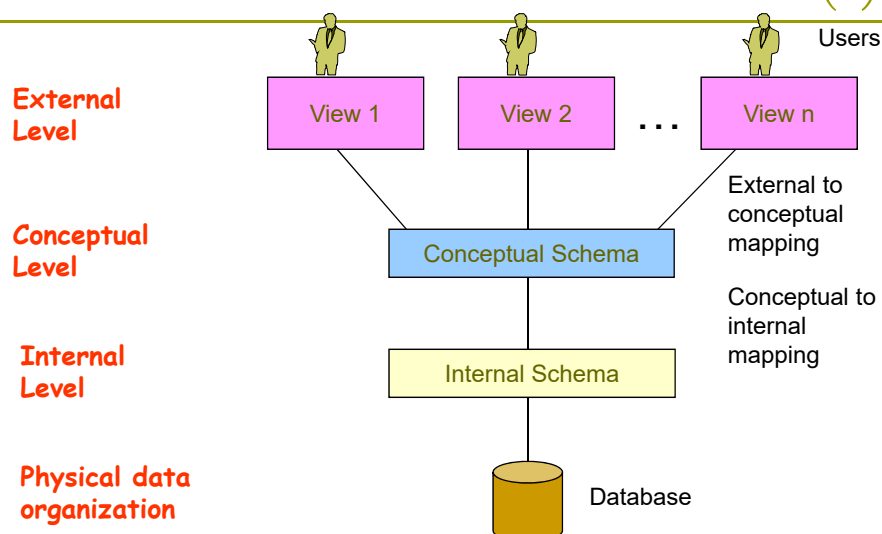 Users
External
Level
View 1
View 2
...
View n
External to
conceptual
mapping
Conceptual
Level
Conceptual Schema
Conceptual to
internal
mapping
Internal
Level
Internal Schema
Physical data
organization
Database